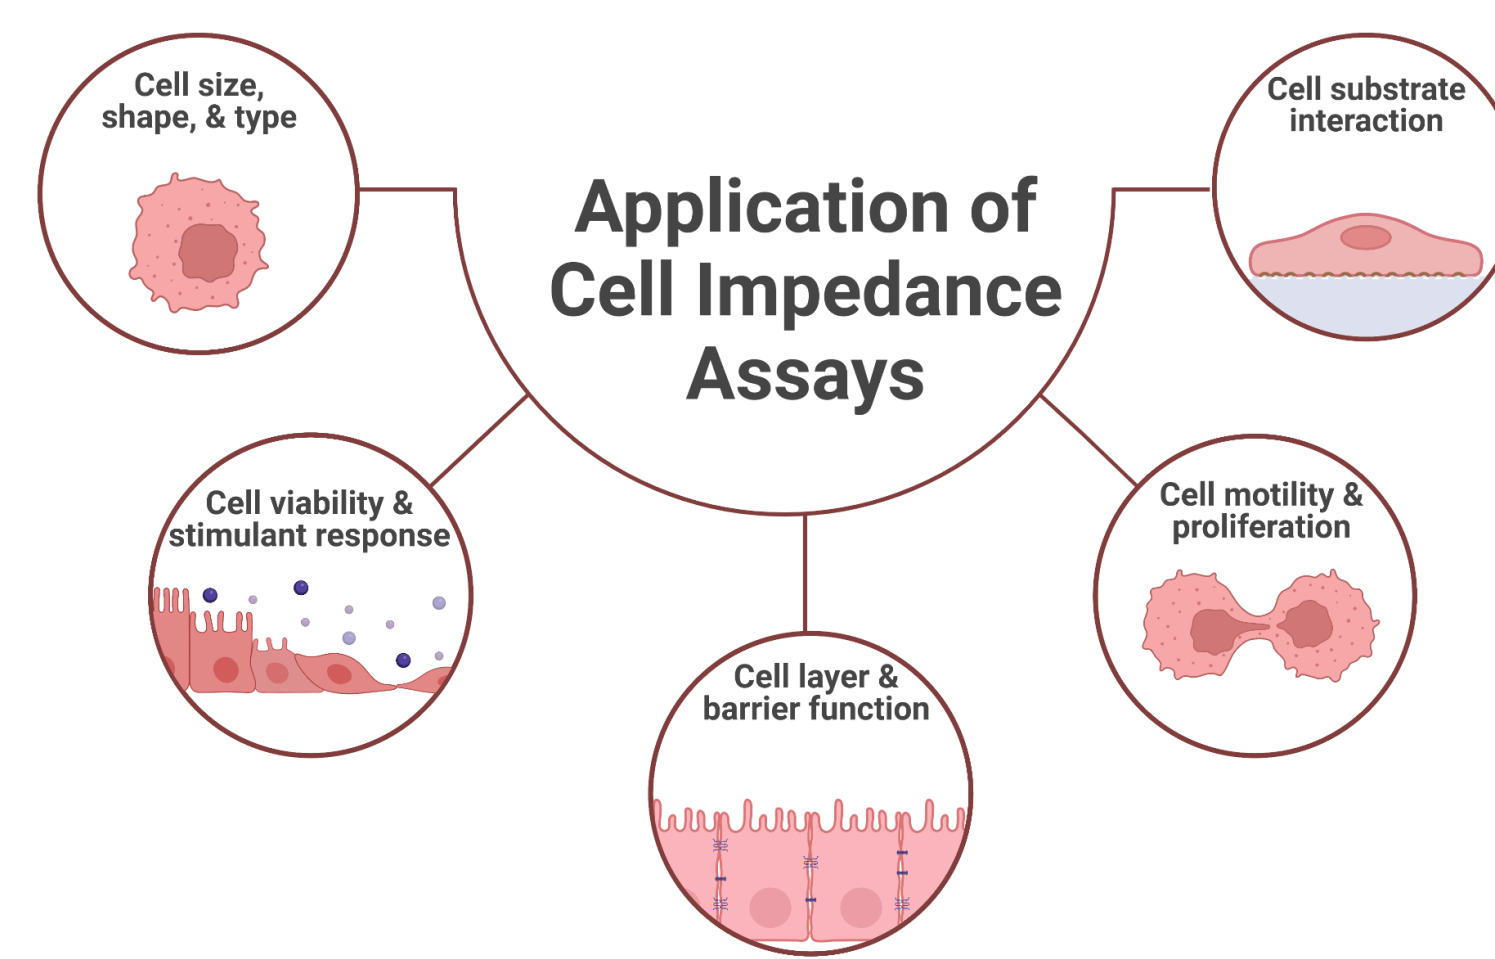 Application of
Cell Impedance
Assays
Cell size,
shape, & type
Cell substrate
interaction
Cell viability &
stimulant response
Cell motility &
proliferation
Cell layer &
barrier function